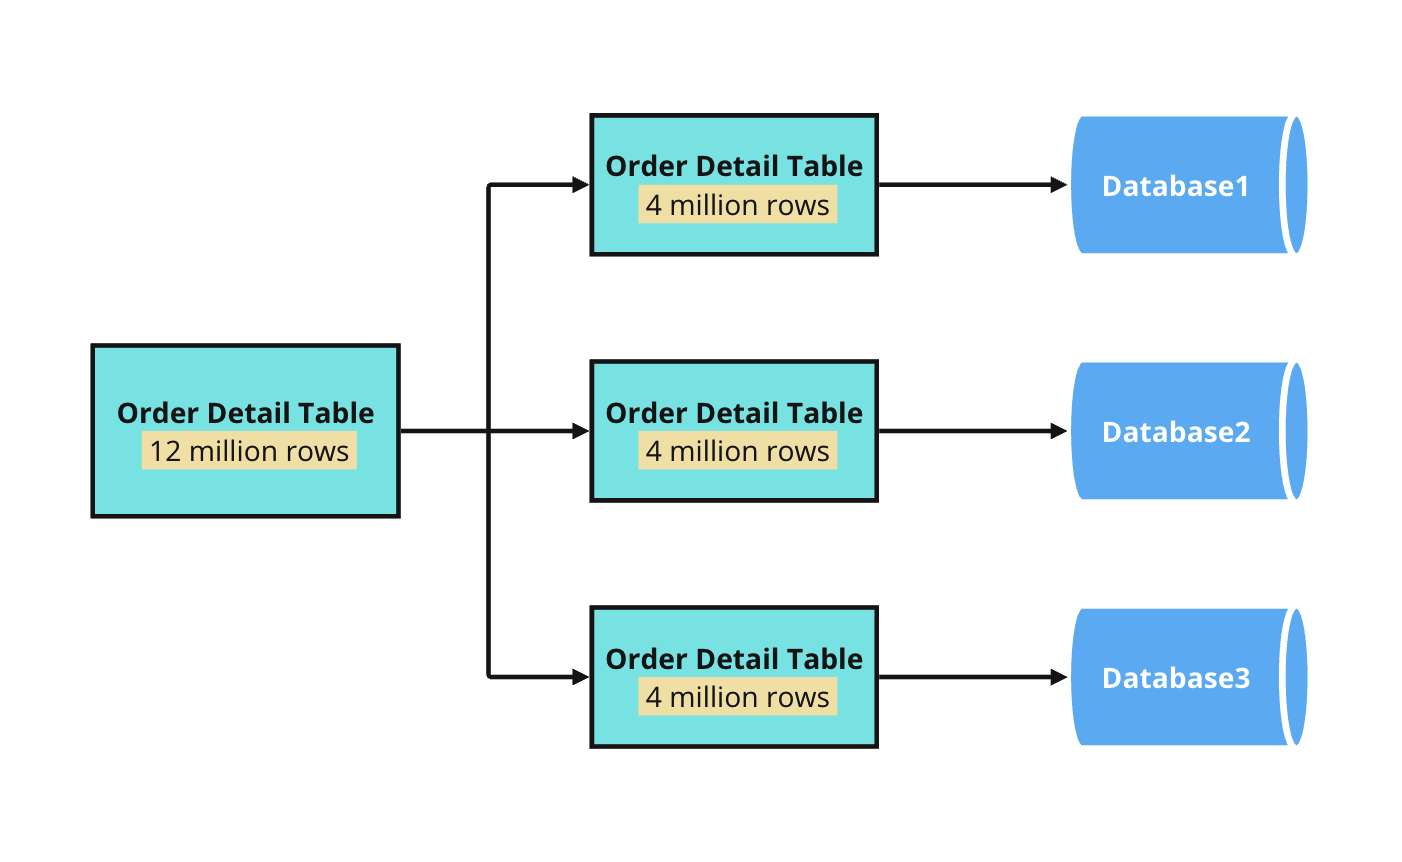 Order Detail Table
4 million rows
Database1
Order Detail Table
12 million rows
Order Detail Table
4 million rows
Database2
Order Detail Table
4 million rows
Database3